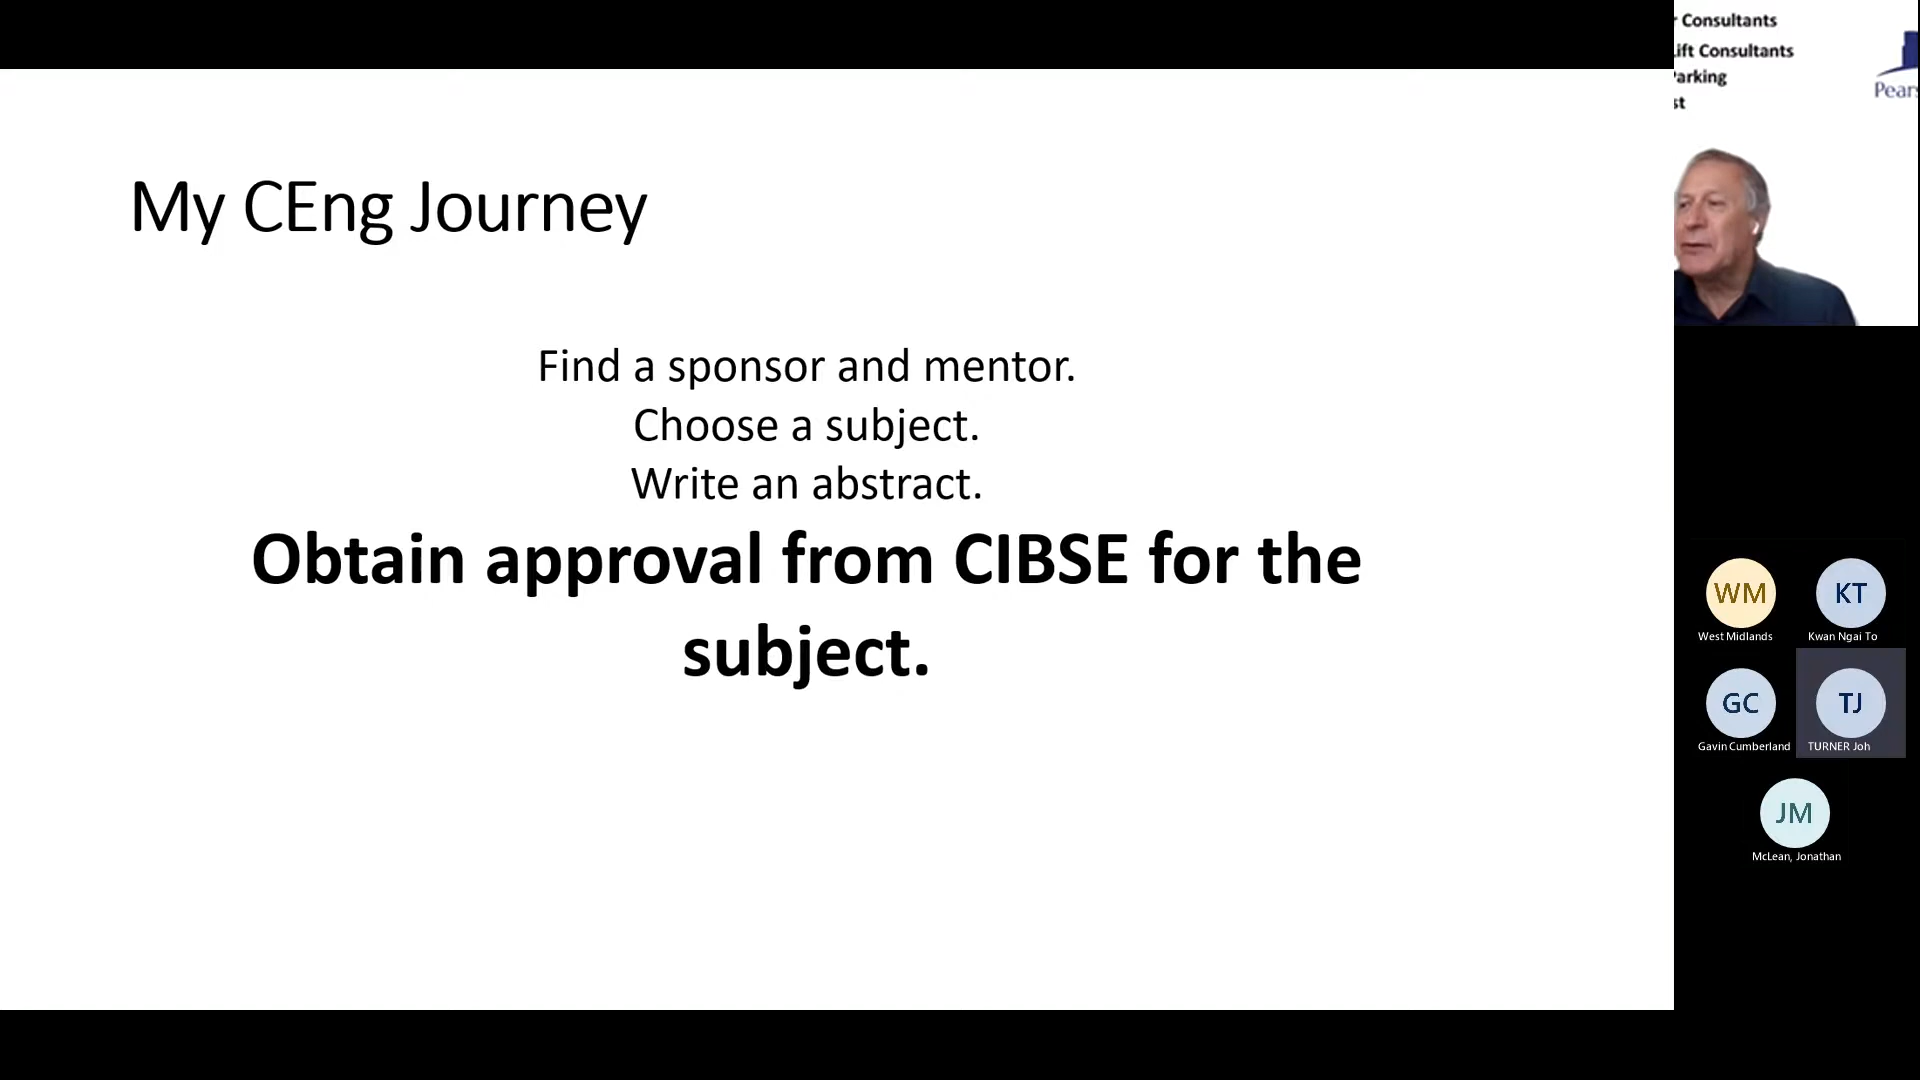 My CEng Journey
Find a sponsor and mentor.
Choose a subject.
Write an abstract.
Obtain approval from CIBSE for the
subject.
Consultants
ift Consultants
arking
st
Pears
WM
West Midlands
KT
Kwan Ngai To
GC
Gavin Cumberland
TJ
TURNER Joh
JM
McLean, Jonathan